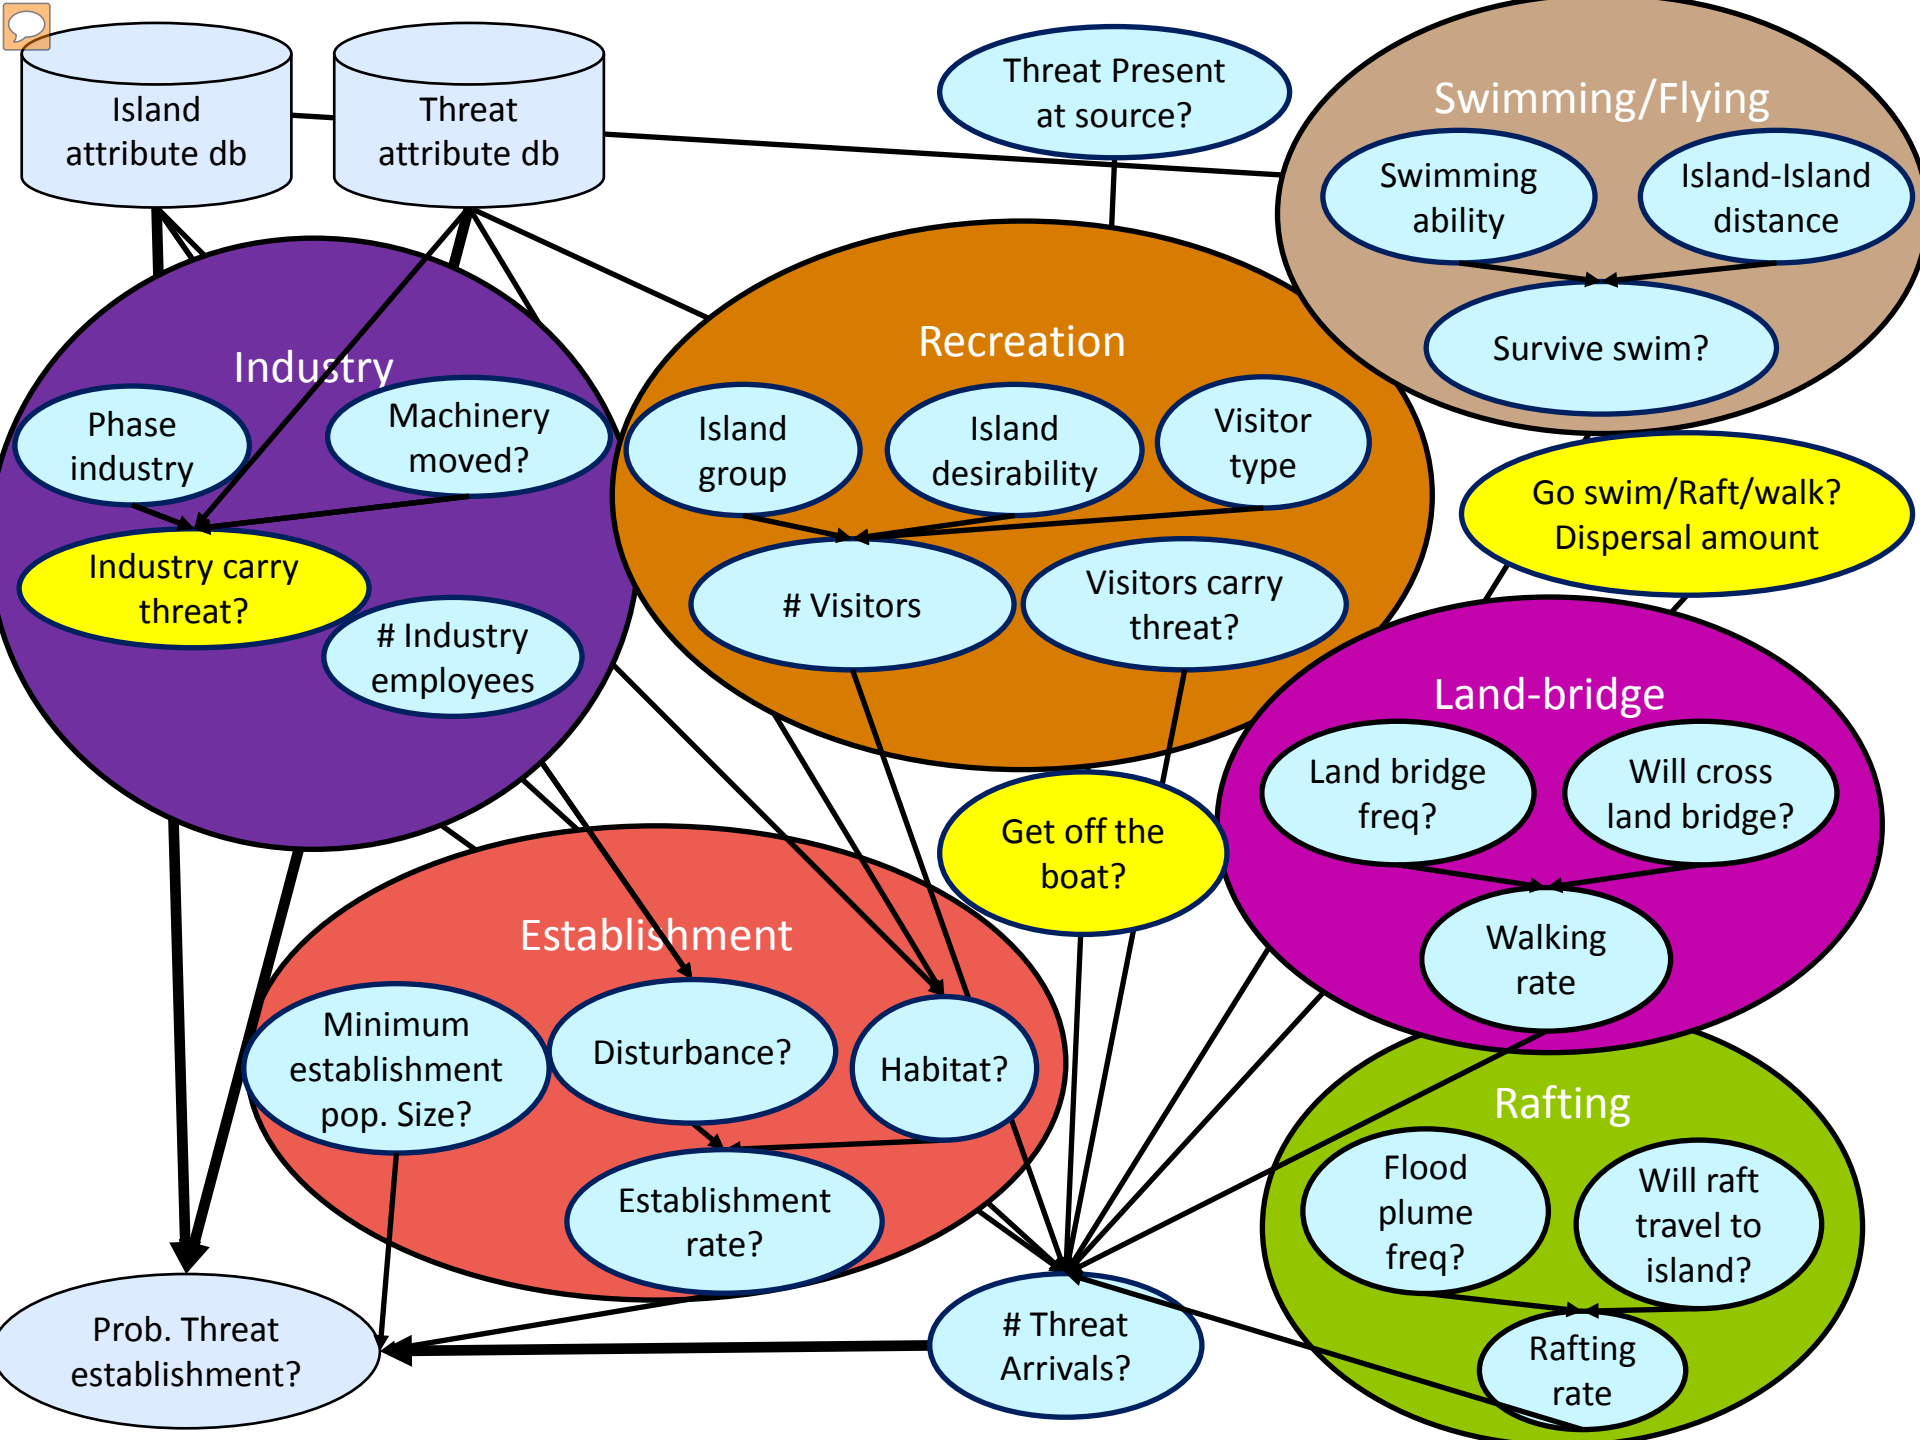 Island
attribute db
Threat
attribute db
Threat Present
at source?
Swimming/Flying
Swimming
ability
Island-Island
distance
Survive swim?
Industry
Phase
industry
Machinery
moved?
Industry carry
threat?
# Industry
employees
Recreation
Island
group
Island
desirability
Visitor
type
# Visitors
Visitors carry
threat?
Go swim/Raft/walk?
Dispersal amount
Land-bridge
Land bridge
freq?
Will cross
land bridge?
Walking
rate
Get off the
boat?
Establishment
Minimum
establishment
pop. Size?
Disturbance?
Habitat?
Establishment
rate?
Rafting
Flood
plume
freq?
Will raft
travel to
island?
Rafting
rate
Prob. Threat
establishment?
# Threat
Arrivals?